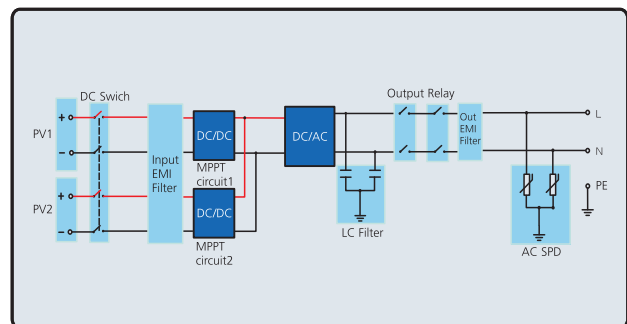 DC Swich
Output Relay
PV1
+
−
PV2
+
−
Input
EMI
Filter
DC/DC
MPPT
circuit1
DC/DC
MPPT
circuit2
DC/AC
LC Filter
Out
EMI
Filter
L
N
PE
AC SPD